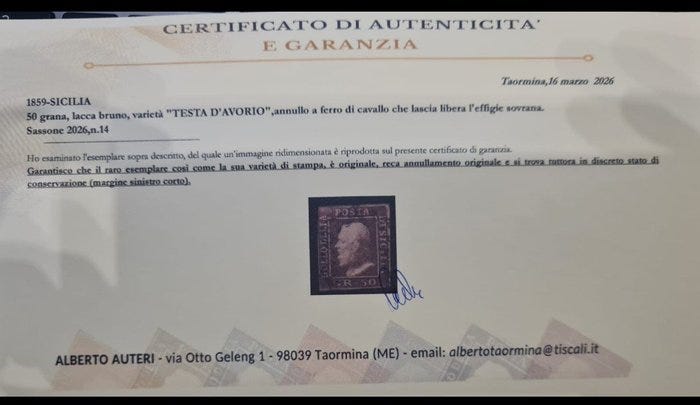 CERTIFICATO DI AUTENTICITA'
E GARANZIA
Taormina,16 marzo 2026
1859-SICILIA
50 grana, lacca bruno, varietà "TESTA D'AVORIO",annullo a ferro di cavallo che lascia libera l'effigie sovrana.
Sassone 2026,n.14
Ho esaminato l'esemplare sopra descritto, del quale un'immagine ridimensionata è riprodotta sul presente certificato di garanzia.
Garantisco che il raro esemplare così come la sua varietà di stampa, è originale, reca annullamento originale e si trova tuttora in discreto stato di
conservazione (margine sinistro corto).
POSTA
BOLLO DELLA
DI SICILIA
GR. 50
ALBERTO AUTERI - via Otto Geleng 1 - 98039 Taormina (ME) - email: albertotaormina@tiscali.it